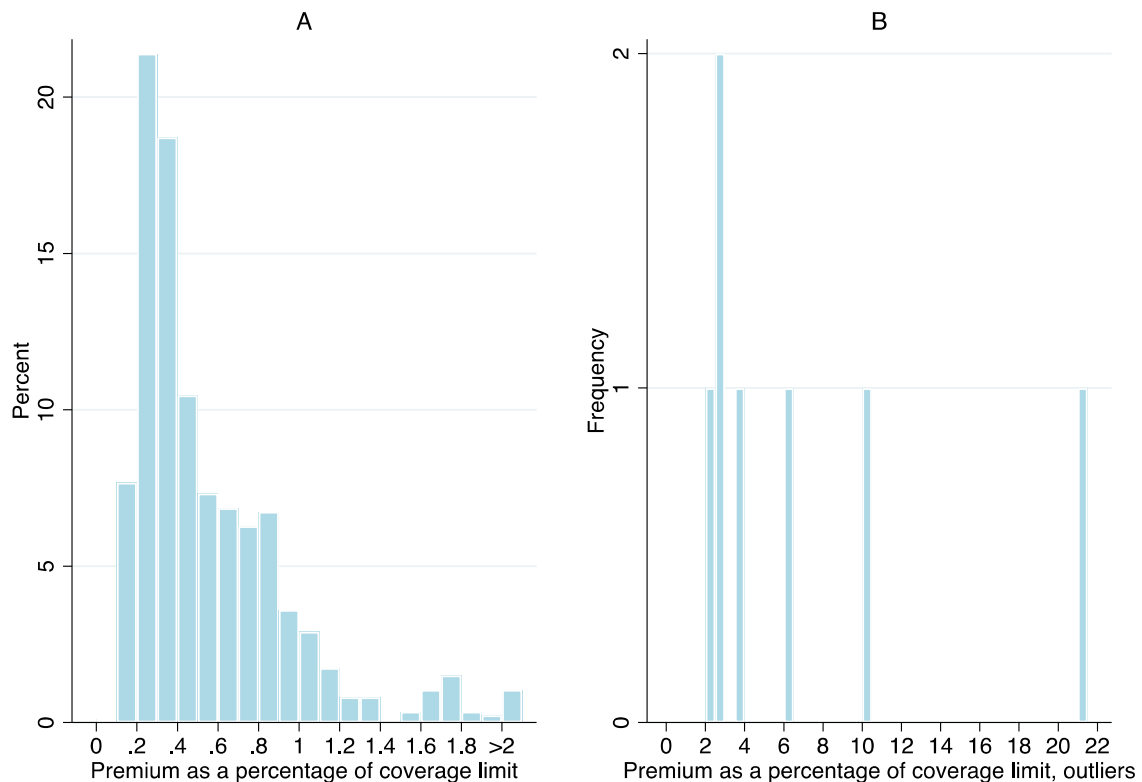 A
Percent
20
15
10
5
0
0 .2 .4 .6 .8 1 1.2 1.4 1.6 1.8 >2
Premium as a percentage of coverage limit
B
Frequency
2
1
0
0 2 4 6 8 10 12 14 16 18 20 22
Premium as a percentage of coverage limit, outliers